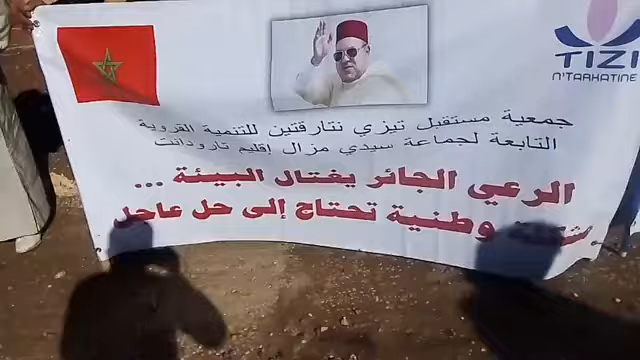 TIZI
N'TARKATINE
جمعية مستقبل تيزي نتارقتين للتنمية القروية
التابعة لجماعة سيدي مزال إقليم تارودانت
الرعي الجائر يغتال البيئة ...
وطنية تحتاج إلى حل عاجل